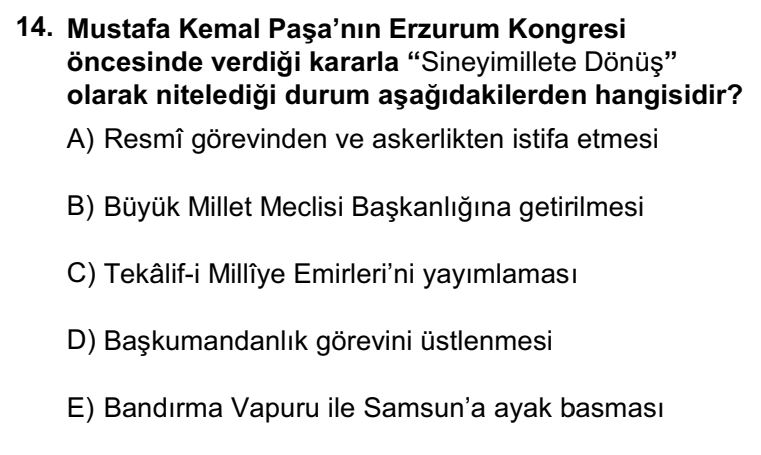 14. Mustafa Kemal Paşa’nın Erzurum Kongresi
öncesinde verdiği kararla “Sineyimillete Dönüş”
olarak nitelediği durum aşağıdakilerden hangisidir?
A) Resmî görevinden ve askerlikten istifa etmesi
B) Büyük Millet Meclisi Başkanlığına getirilmesi
C) Tekâlif-i Millîye Emirleri’ni yayımlaması
D) Başkumandanlık görevini üstlenmesi
E) Bandırma Vapuru ile Samsun’a ayak basması